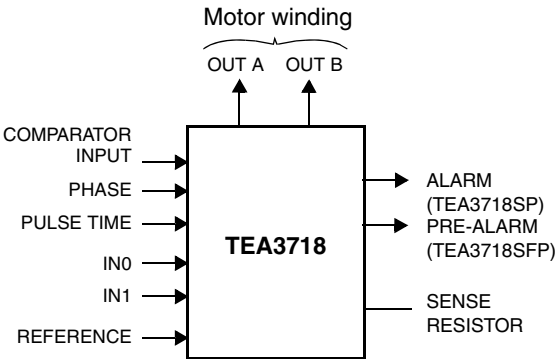 Motor winding
OUT A OUT B
COMPARATOR
INPUT
PHASE
PULSE TIME
IN0
IN1
REFERENCE
TEA3718
ALARM
(TEA3718SP)
PRE-ALARM
(TEA3718SFP)
SENSE
RESISTOR